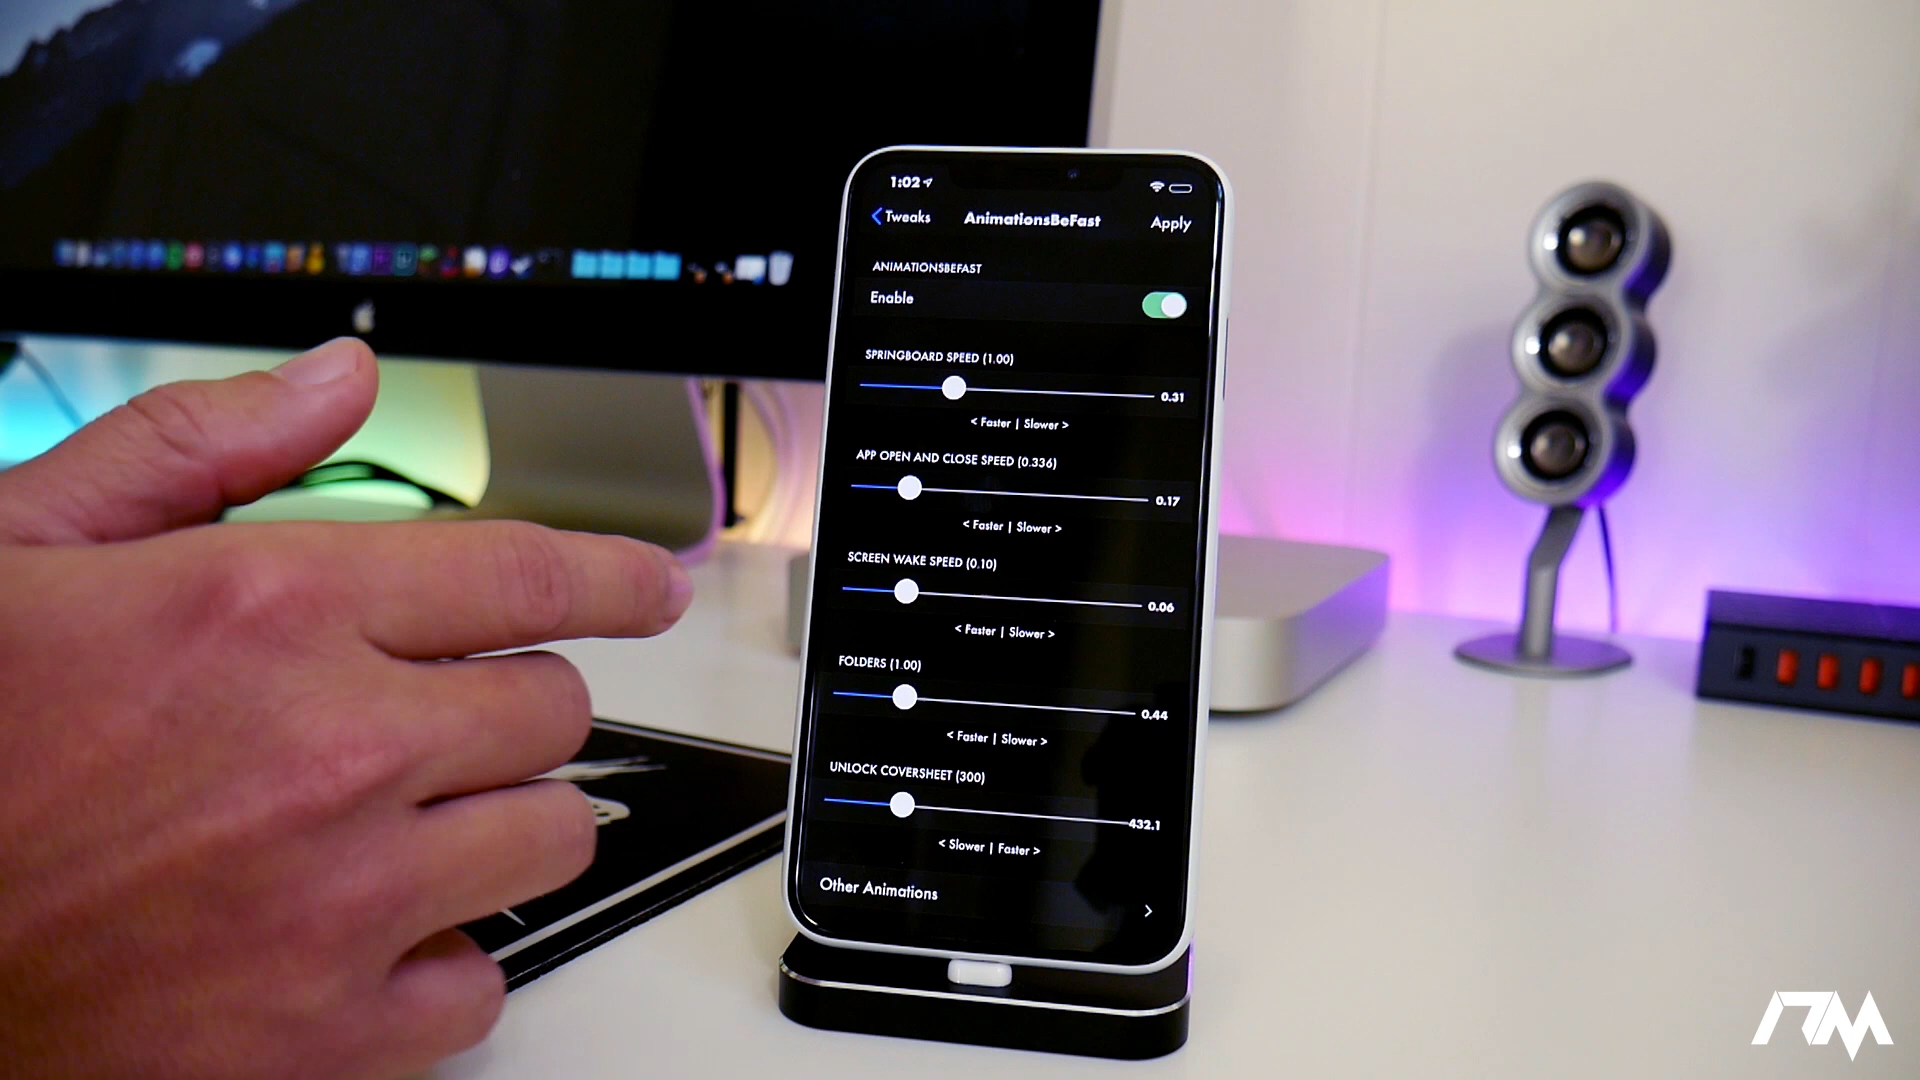 1:02
Tweaks AnimationsBeFast Apply
ANIMATIONSBEFAST
Enable
SPRINGBOARD SPEED (1.00)
0.31
< Faster | Slower >
APP OPEN AND CLOSE SPEED (0.336)
0.17
< Faster | Slower >
SCREEN WAKE SPEED (0.10)
0.06
< Faster | Slower >
FOLDERS (1.00)
0.44
< Faster | Slower >
UNLOCK COVERSHEET (300)
432.1
< Slower | Faster >
Other Animations